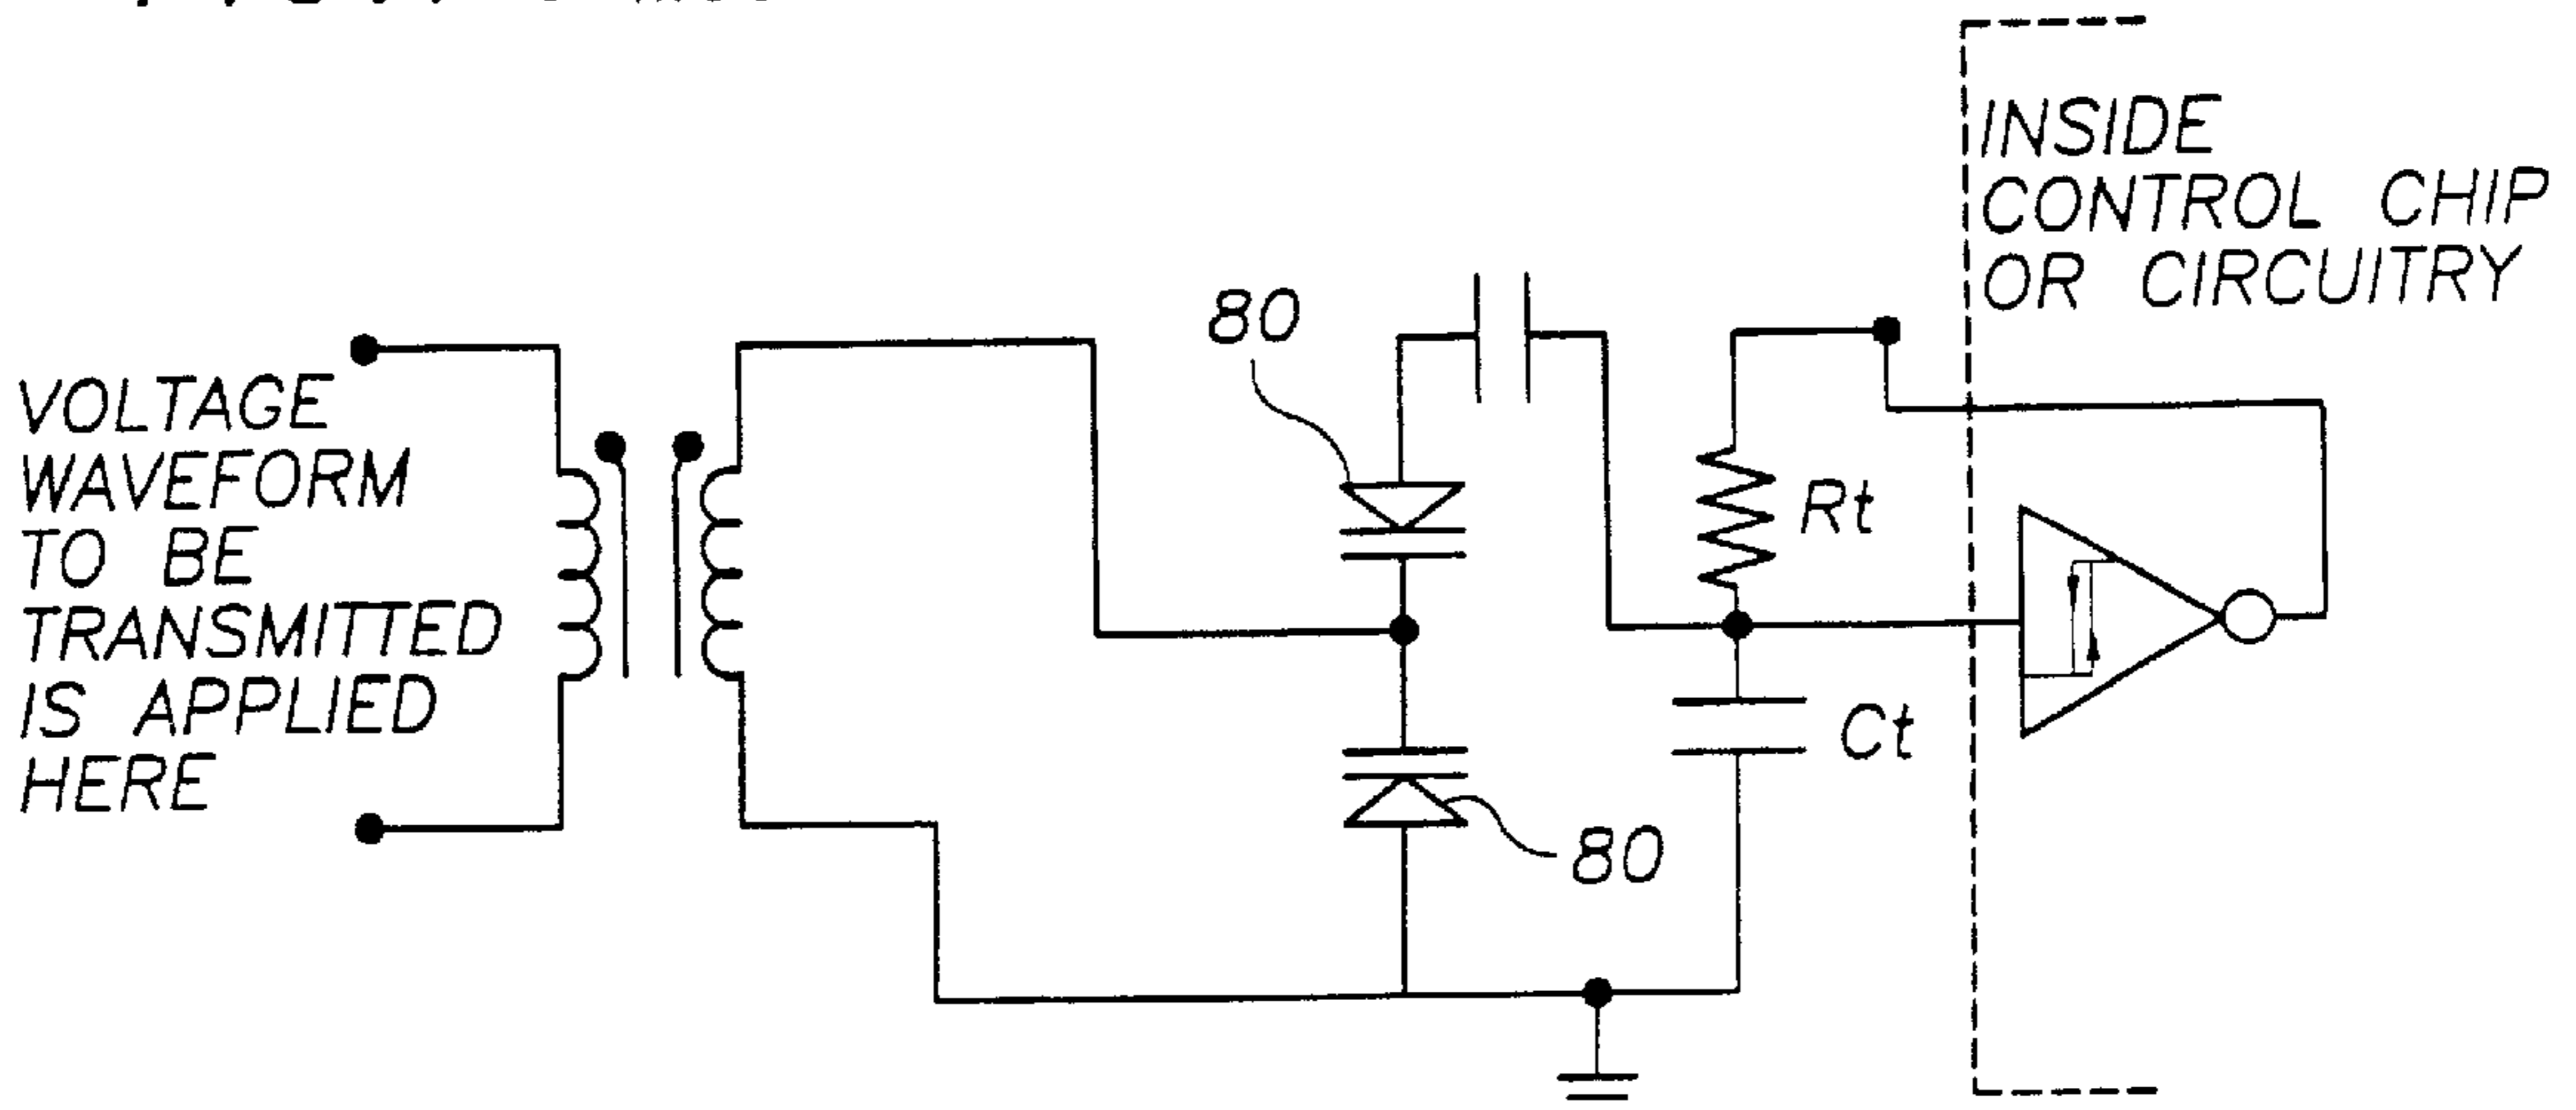 VOLTAGE
WAVEFORM
TO BE
TRANSMITTED
IS APPLIED
HERE
80
80
Rt
Ct
INSIDE
CONTROL CHIP
OR CIRCUITRY